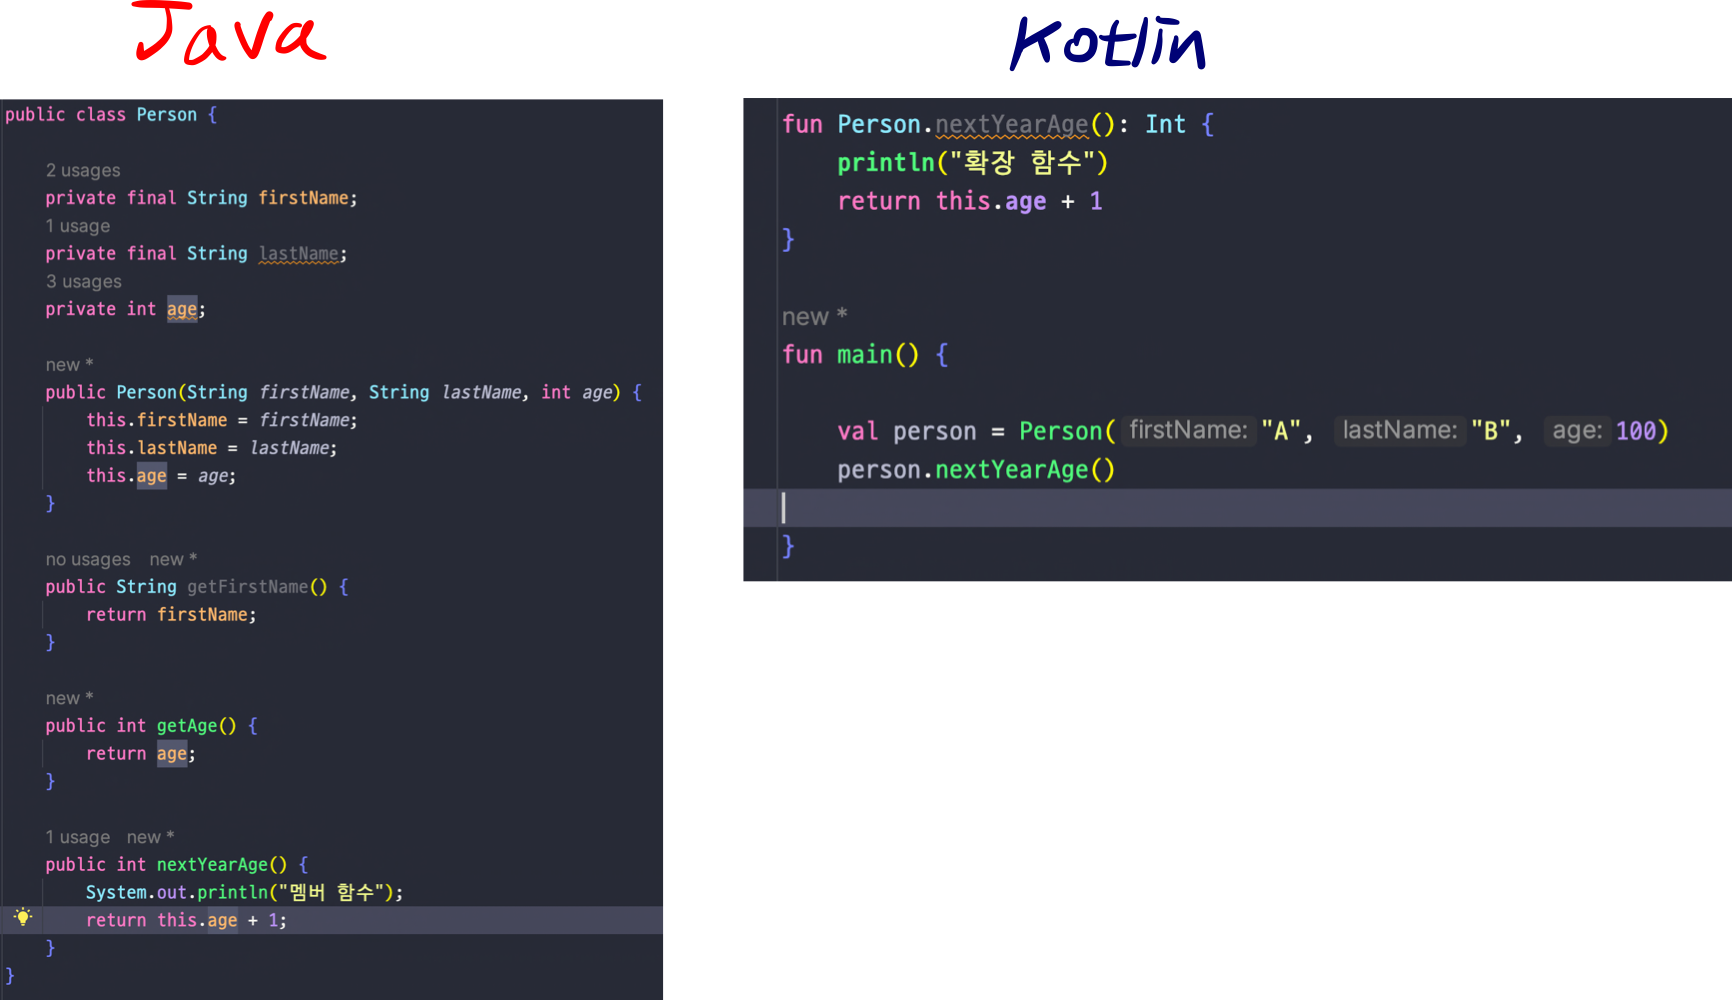 Java
public class Person {
2 usages
private final String firstName;
1 usage
private final String lastName;
3 usages
private int age;
new *
public Person(String firstName, String lastName, int age) {
this.firstName = firstName;
this.lastName = lastName;
this.age = age;
}
no usages new *
public String getFirstName() {
return firstName;
}
new *
public int getAge() {
return age;
}
1 usage new *
public int nextYearAge() {
System.out.println("멤버 함수");
return this.age + 1;
}
}
Kotlin
fun Person.nextYearAge(): Int {
println("확장 함수")
return this.age + 1
}
new *
fun main() {
val person = Person( firstName: "A", lastName: "B", age: 100)
person.nextYearAge()
}